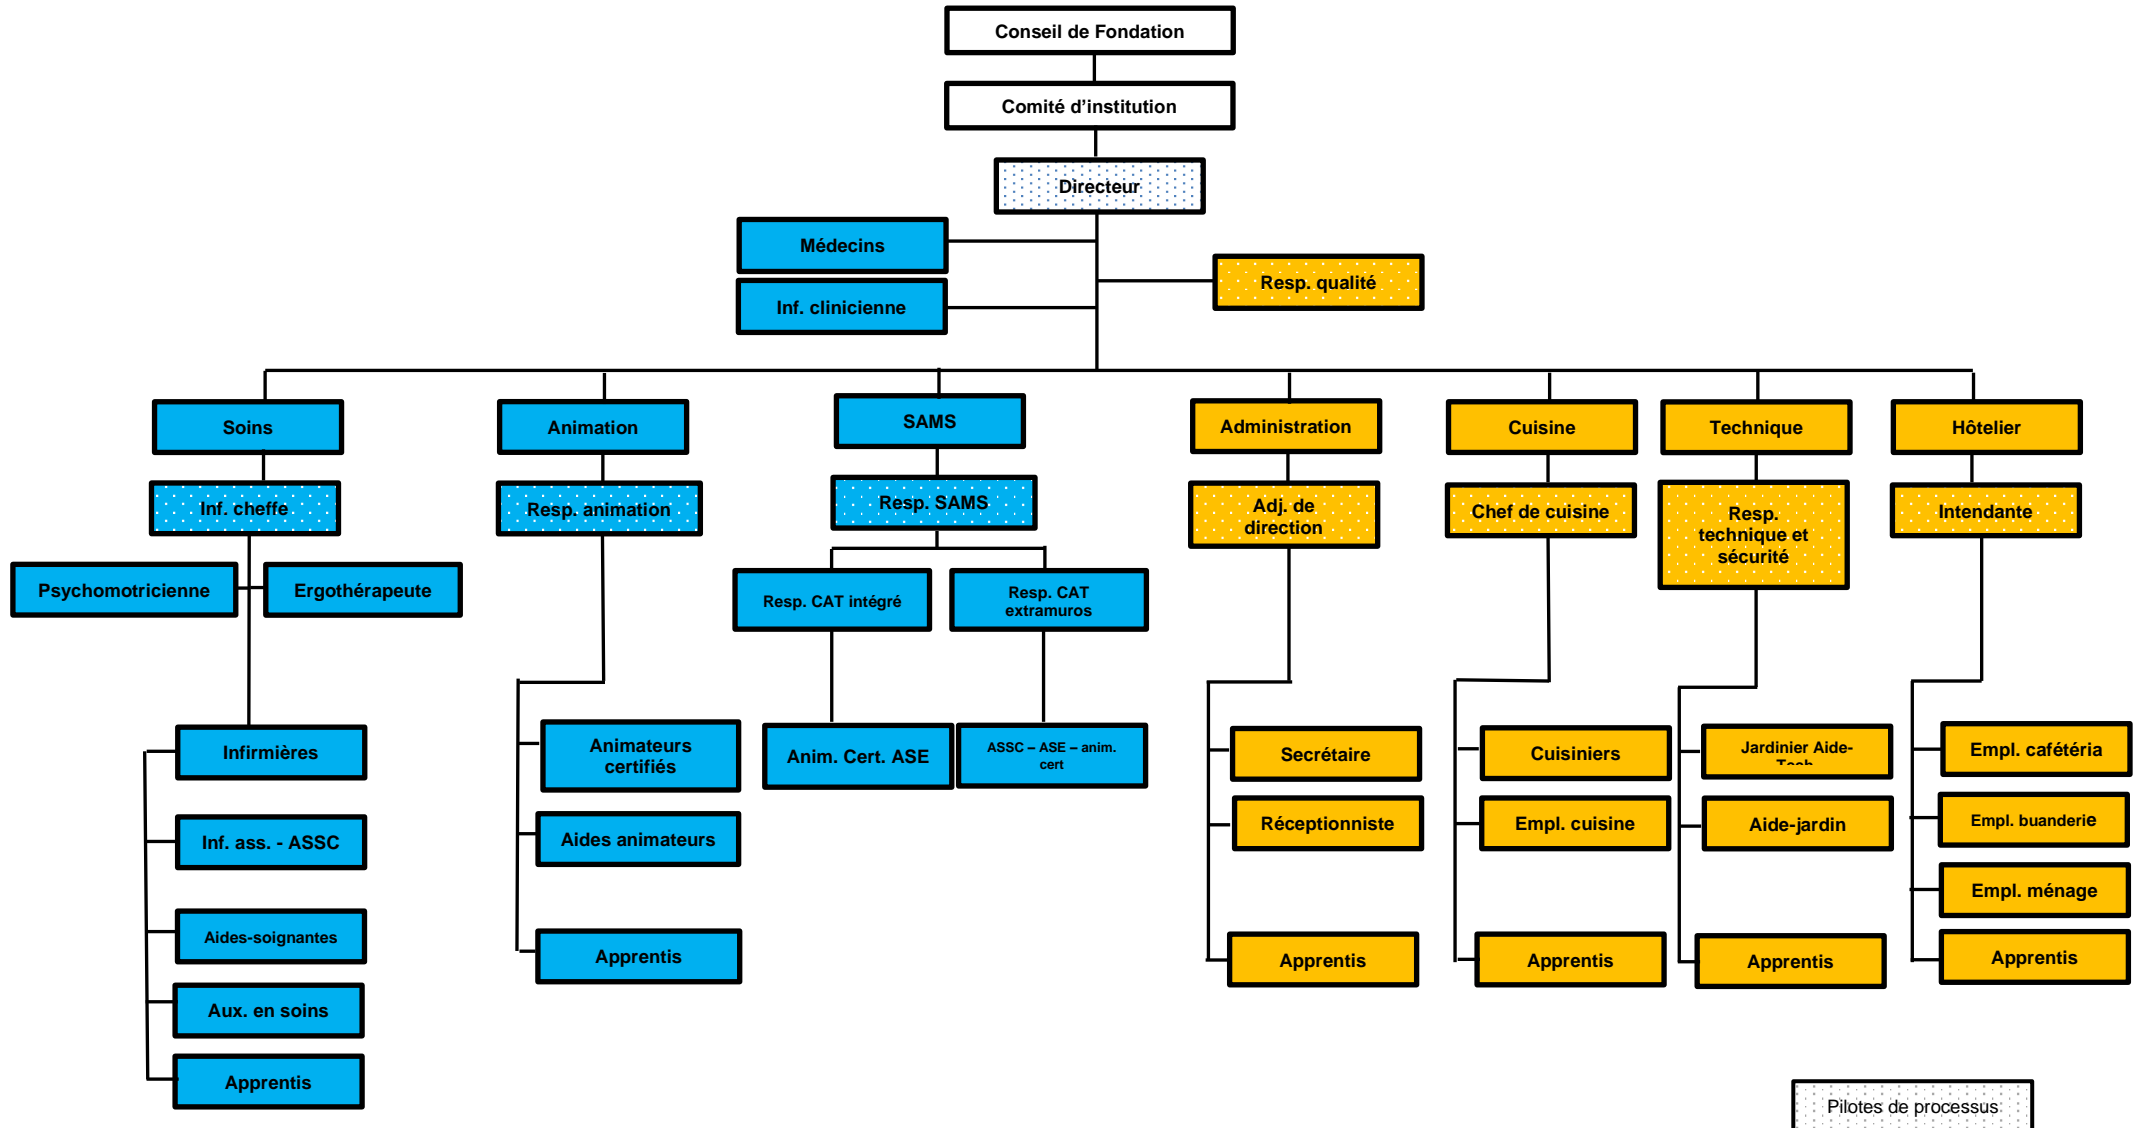 Conseil de Fondation
Comité d’institution
Directeur
Médecins
Resp. qualité
Inf. clinicienne
Soins
Animation
SAMS
Administration
Cuisine
Technique
Hôtelier
Inf. cheffe
Resp. animation
Resp. SAMS
Adj. de
direction
Chef de cuisine
Resp.
technique et
sécurité
Intendante
Psychomotricienne
Ergothérapeute
Resp. CAT intégré
Resp. CAT
extramuros
Infirmières
Animateurs
certifiés
Anim. Cert. ASE
ASSC – ASE – anim.
cert
Secrétaire
Cuisiniers
Jardinier Aide-
Tech
Empl. cafétéria
Inf. ass. - ASSC
Aides animateurs
Réceptionniste
Empl. cuisine
Aide-jardin
Empl. buanderie
Empl. ménage
Aides-soignantes
Apprentis
Apprentis
Apprentis
Apprentis
Apprentis
Aux. en soins
Apprentis
Pilotes de processus